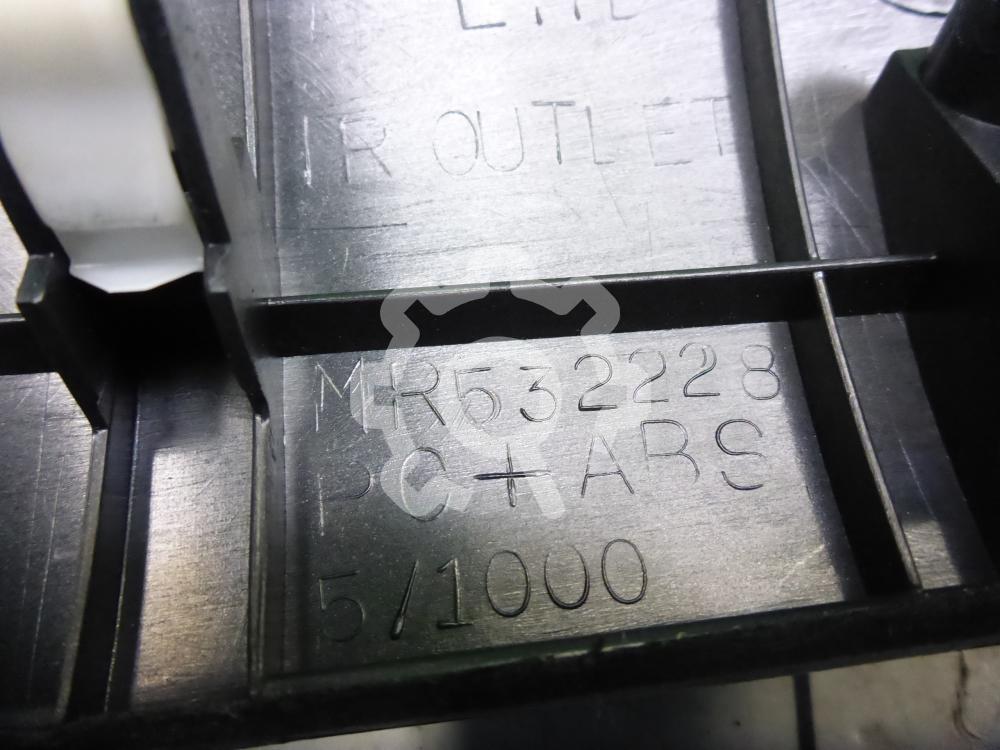 IR OUTLET
MR532228
PC+ABS
5/1000